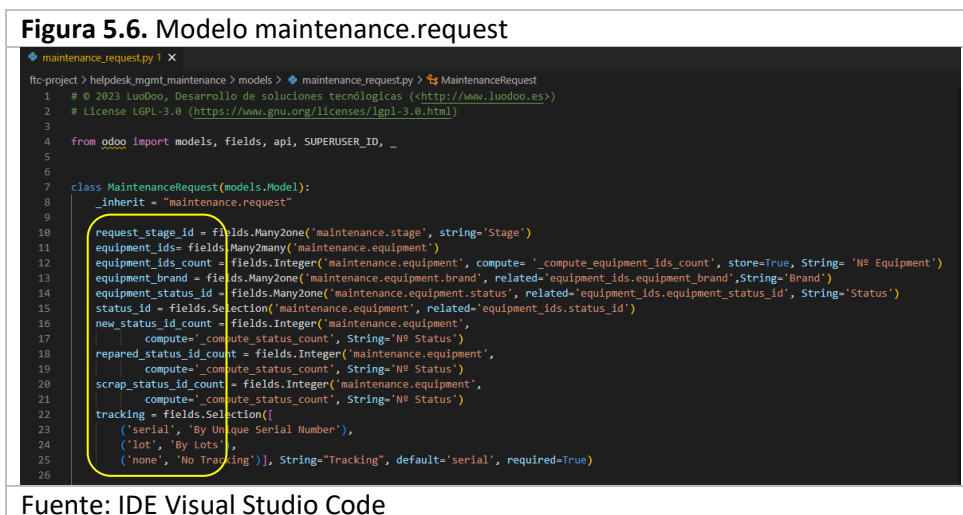 Figura 5.6. Modelo maintenance.request
maintenance_request.py 1 X
ftc-project > helpdesk_mgmt_maintenance > models > maintenance_request.py > MaintenanceRequest
1 # © 2023 LuoDoo, Desarrollo de soluciones tecnólogicas (<http://www.luodoo.es>)
2 # License LGPL-3.0 (https://www.gnu.org/licenses/lgpl-3.0.html)
3
4 from odoo import models, fields, api, SUPERUSER_ID, _
5
6
7 class MaintenanceRequest(models.Model):
8 _inherit = "maintenance.request"
9
10 request_stage_id = fields.Many2one('maintenance.stage', string='Stage')
11 equipment_ids= fields.Many2many('maintenance.equipment')
12 equipment_ids_count = fields.Integer('maintenance.equipment', compute= '_compute_equipment_ids_count', store=True, String= 'Nº Equipment')
13 equipment_brand = fields.Many2one('maintenance.equipment.brand', related='equipment_ids.equipment_brand',String='Brand')
14 equipment_status_id = fields.Many2one('maintenance.equipment.status', related='equipment_ids.equipment_status_id', String='Status')
15 status_id = fields.Selection('maintenance.equipment', related='equipment_ids.status_id')
16 new_status_id_count = fields.Integer('maintenance.equipment',
17 compute='_compute_status_count', String='Nº Status')
18 repared_status_id_count = fields.Integer('maintenance.equipment',
19 compute='_compute_status_count', String='Nº Status')
20 scrap_status_id_count = fields.Integer('maintenance.equipment',
21 compute='_compute_status_count', String='Nº Status')
22 tracking = fields.Selection([
23 ('serial', 'By Unique Serial Number'),
24 ('lot', 'By Lots'),
25 ('none', 'No Tracking')], String="Tracking", default='serial', required=True)
26
Fuente: IDE Visual Studio Code